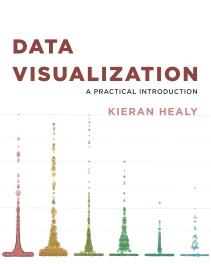 DATA
VISUALIZATION
A PRACTICAL INTRODUCTION
KIERAN HEALY